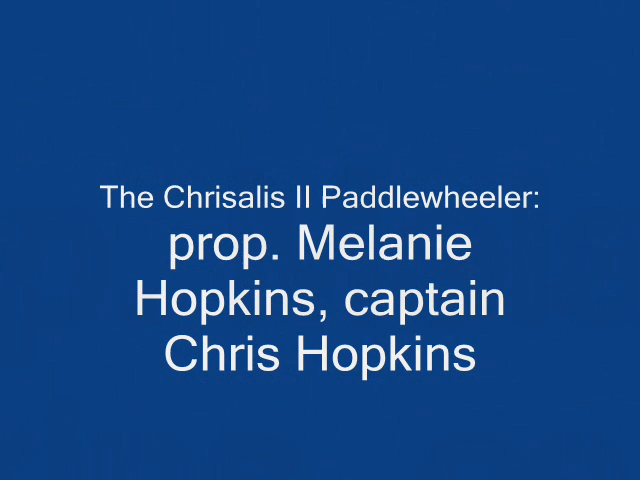 The Chrisalis II Paddlewheeler:
prop. Melanie
Hopkins, captain
Chris Hopkins